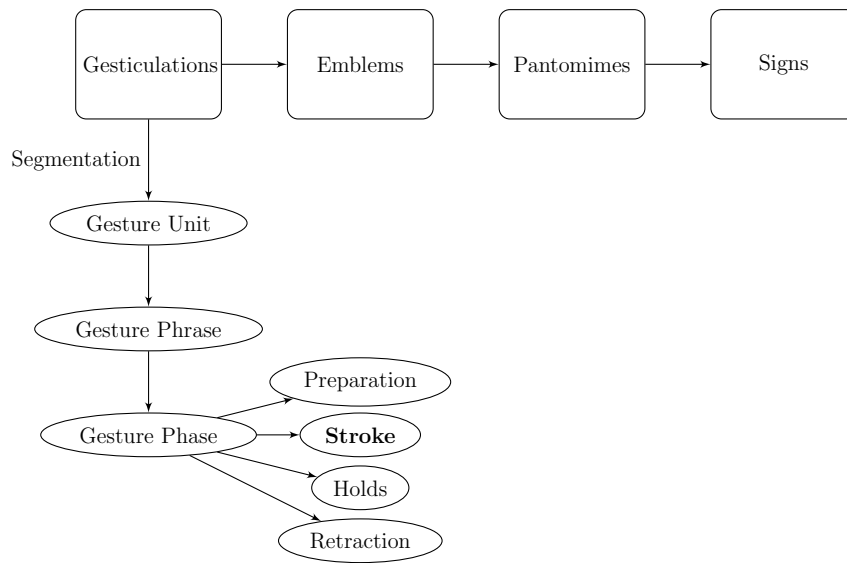 Gesticulations
Emblems
Pantomimes
Signs
Segmentation
Gesture Unit
Gesture Phrase
Preparation
Gesture Phase
Stroke
Holds
Retraction